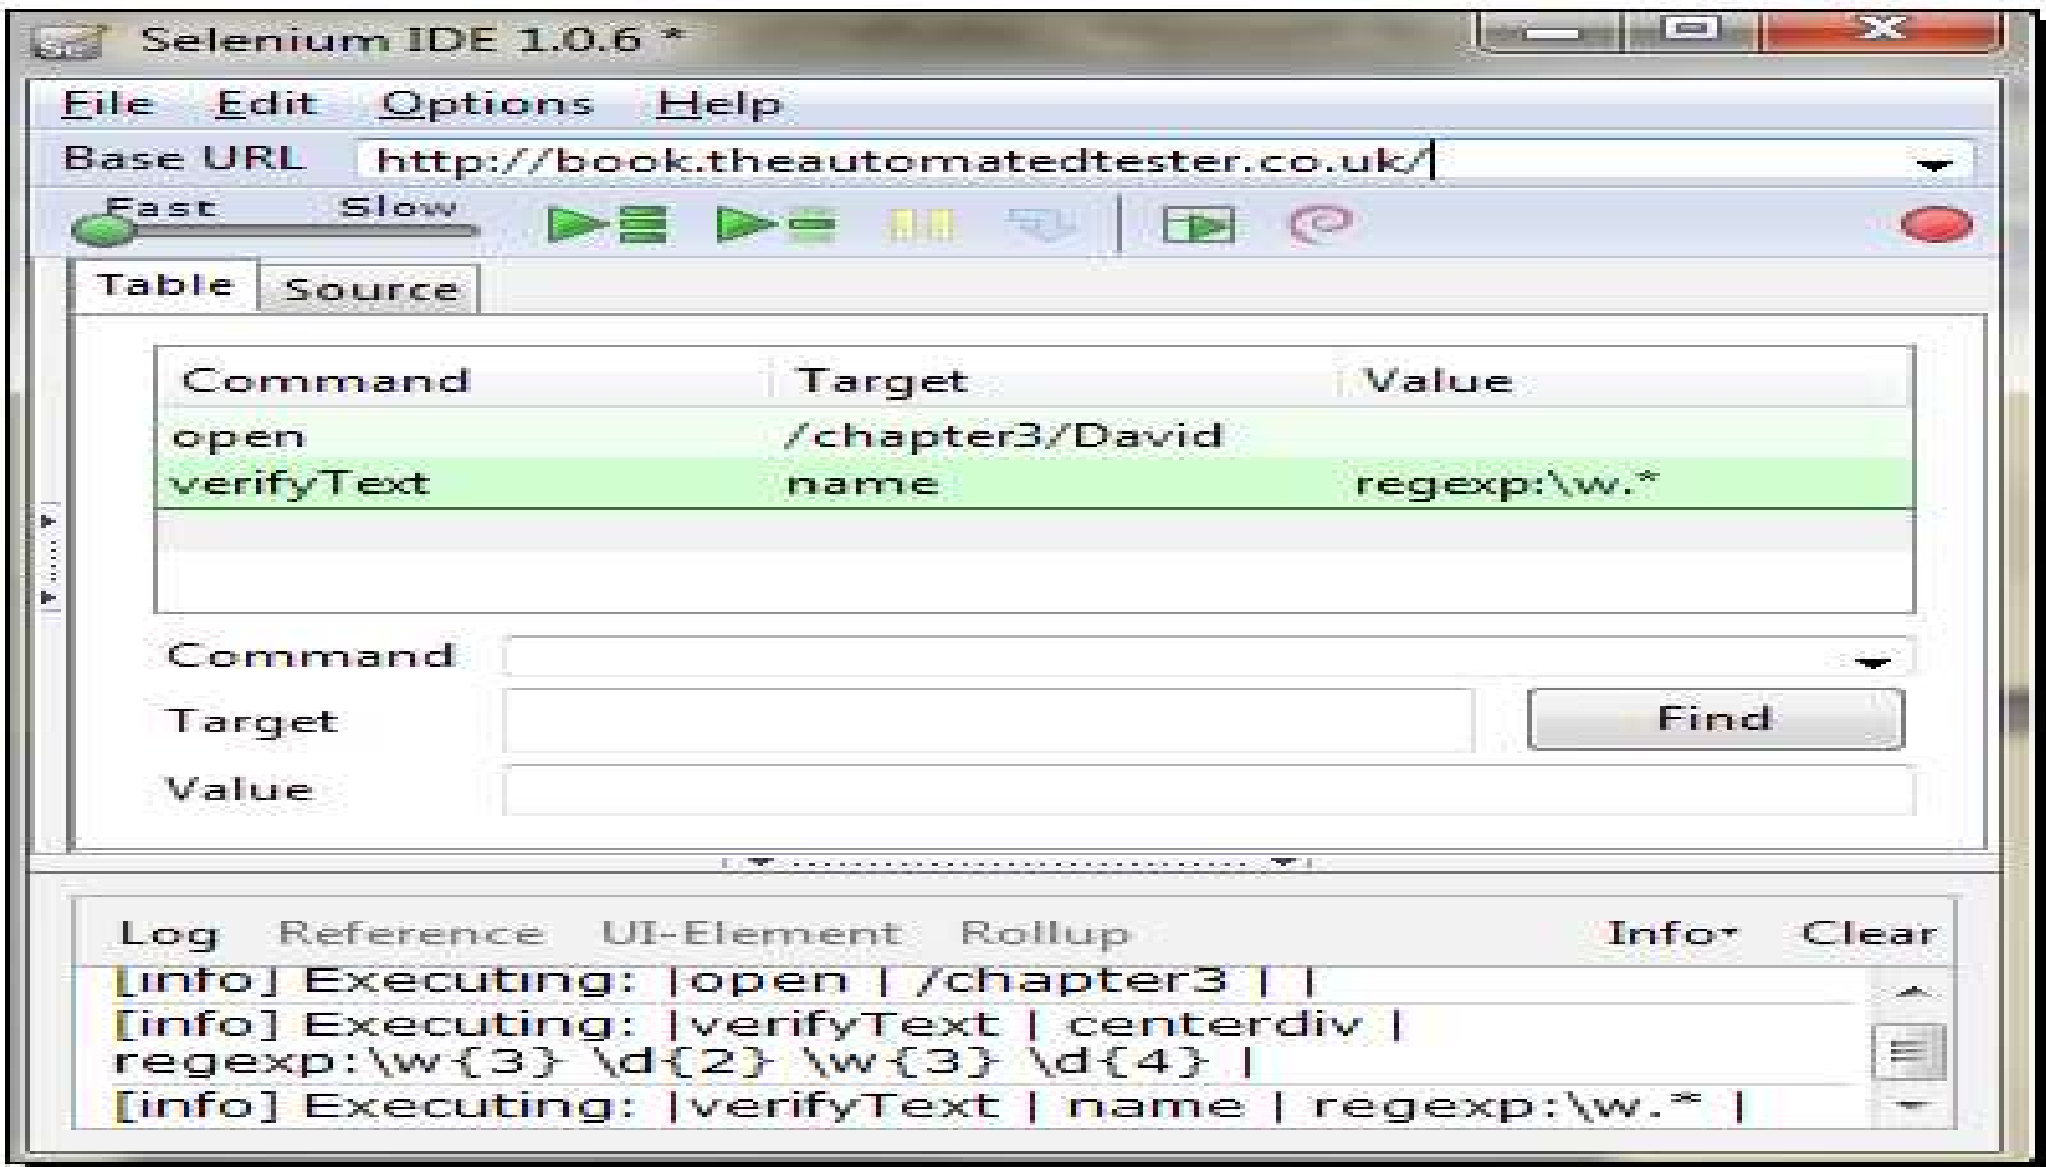 Selenium IDE 1.0.6 *
File Edit Options Help
Base URL http://book.theautomatedtester.co.uk/
Fast Slow
Table Source
Command Target Value
open /chapter3/David
verifyText name regexp:\w.*
Command
Target Find
Value
Log Reference UI-Element Rollup Info Clear
[info] Executing: |open | /chapter3 | |
[info] Executing: |verifyText | centerdiv |
regexp:\w{3} \d{2} \w{3} \d{4} |
[info] Executing: |verifyText | name | regexp:\w.* |